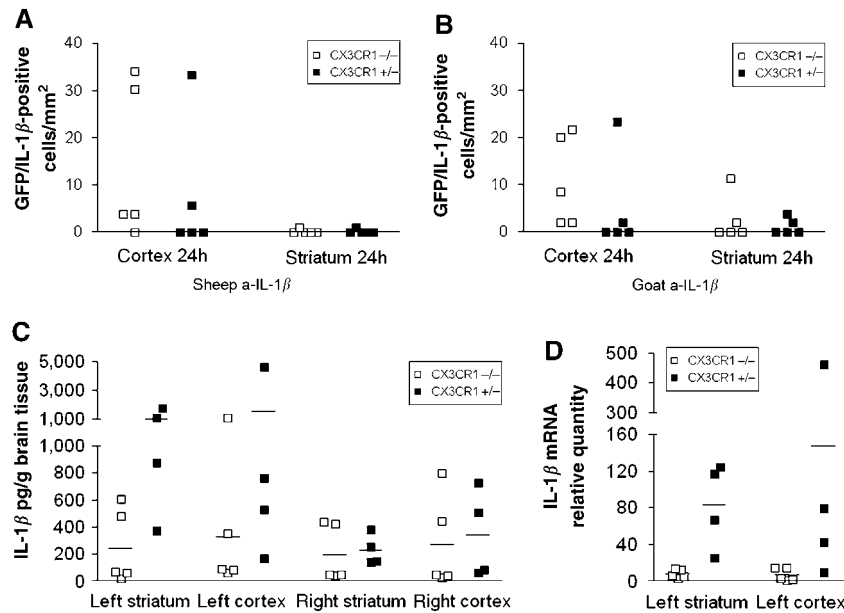 A
GFP/IL-1β-positive
cells/mm2
40
30
20
10
0
CX3CR1 −/−
CX3CR1 +/−
Cortex 24h
Striatum 24h
Sheep a-IL-1β
B
GFP/IL-1β-positive
cells/mm2
40
30
20
10
0
CX3CR1 −/−
CX3CR1 +/−
Cortex 24h
Striatum 24h
Goat a-IL-1β
C
IL-1β pg/g brain tissue
5,000
3,000
1,000
800
600
400
200
0
CX3CR1 −/−
CX3CR1 +/−
Left striatum
Left cortex
Right striatum
Right cortex
D
IL-1β mRNA
relative quantity
500
400
300
200
160
120
80
40
0
CX3CR1 −/−
CX3CR1 +/−
Left striatum
Left cortex